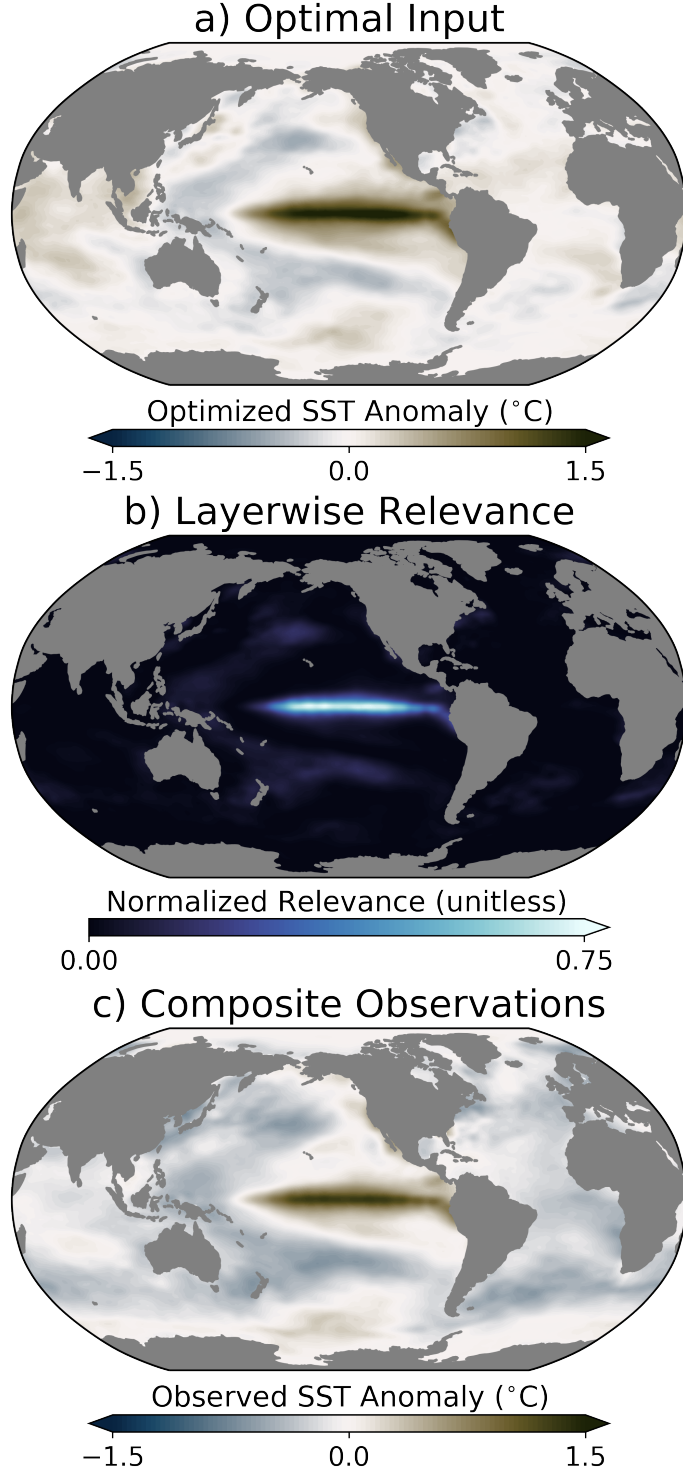 a) Optimal Input
Optimized SST Anomaly (°C)
−1.5 0.0 1.5
b) Layerwise Relevance
Normalized Relevance (unitless)
0.00 0.75
c) Composite Observations
Observed SST Anomaly (°C)
−1.5 0.0 1.5